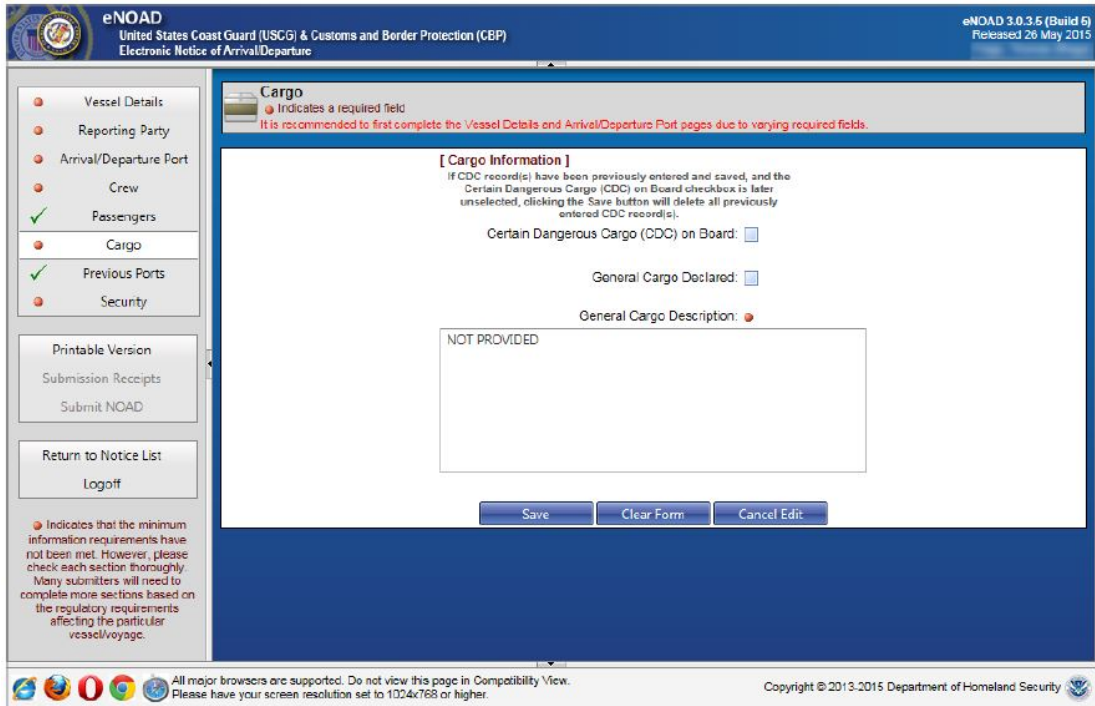 eNOAD
United States Coast Guard (USCG) & Customs and Border Protection (CBP)
Electronic Notice of Arrival/Departure
eNOAD 3.0.3.5 (Build 6)
Released 26 May 2015
Vessel Details
Reporting Party
Arrival/Departure Port
Crew
Passengers
Cargo
Previous Ports
Security
Printable Version
Submission Receipts
Submit NOAD
Return to Notice List
Logoff
Indicates that the minimum
information requirements have
not been met. However, please
check each section thoroughly.
Many submitters will need to
complete more sections based on
the regulatory requirements
affecting the particular
vessel/voyage.
Cargo
Indicates a required field
It is recommended to first complete the Vessel Details and Arrival/Departure Port pages due to varying required fields.
[ Cargo Information ]
If CDC record(s) have been previously entered and saved, and the
Certain Dangerous Cargo (CDC) on Board checkbox is later
unselected, clicking the Save button will delete all previously
entered CDC record(s).
Certain Dangerous Cargo (CDC) on Board:
General Cargo Declared:
General Cargo Description:
NOT PROVIDED
Save Clear Form Cancel Edit
All major browsers are supported. Do not view this page in Compatibility View.
Please have your screen resolution set to 1024x768 or higher.
Copyright © 2013-2015 Department of Homeland Security